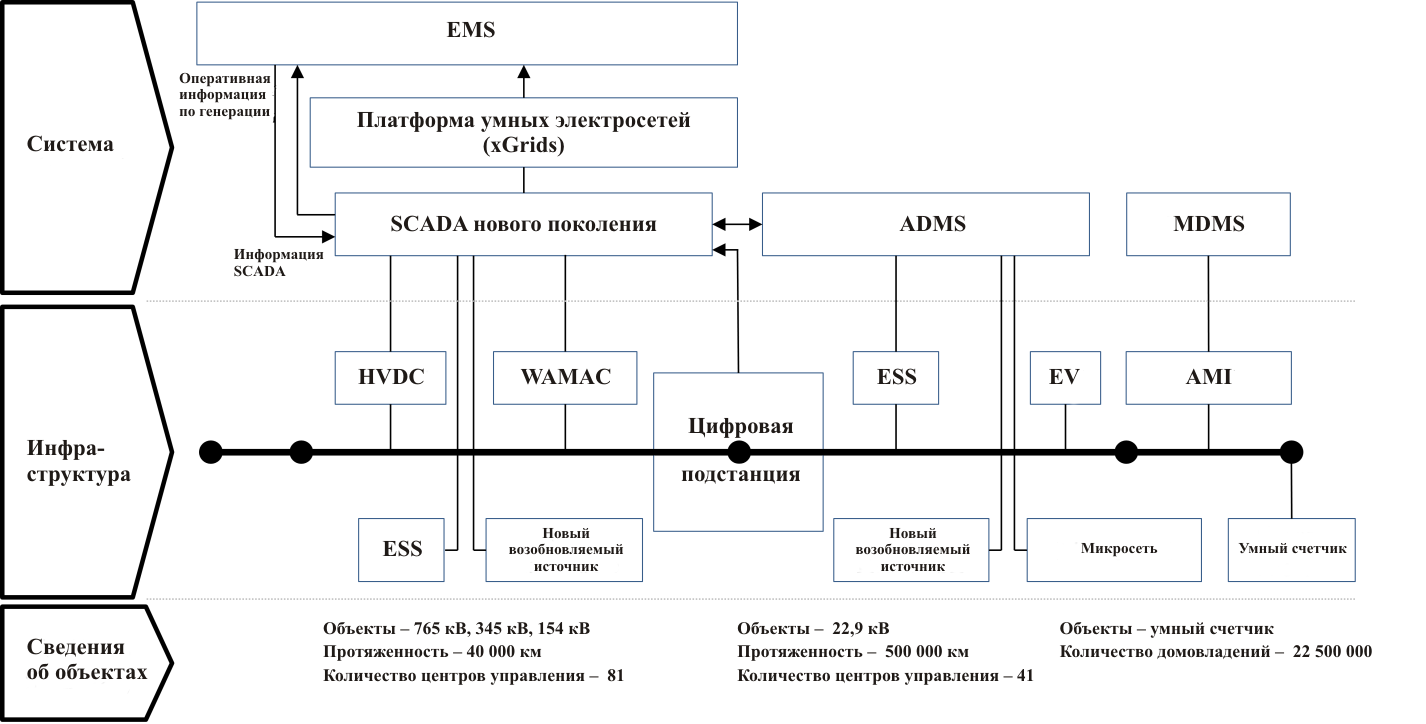 Система
EMS
Оперативная
информация
по генерации
Платформа умных электросетей
(xGrids)
SCADA нового поколения
ADMS
MDMS
Информация
SCADA
Инфра-
структура
HVDC
WAMAC
ESS
EV
AMI
Цифровая
подстанция
ESS
Новый
возобновляемый
источник
Новый
возобновляемый
источник
Микросеть
Умный счетчик
Сведения
об объектах
Объекты – 765 кВ, 345 кВ, 154 кВ
Протяженность – 40 000 км
Количество центров управления – 81
Объекты – 22,9 кВ
Протяженность – 500 000 км
Количество центров управления – 41
Объекты – умный счетчик
Количество домовладений – 22 500 000